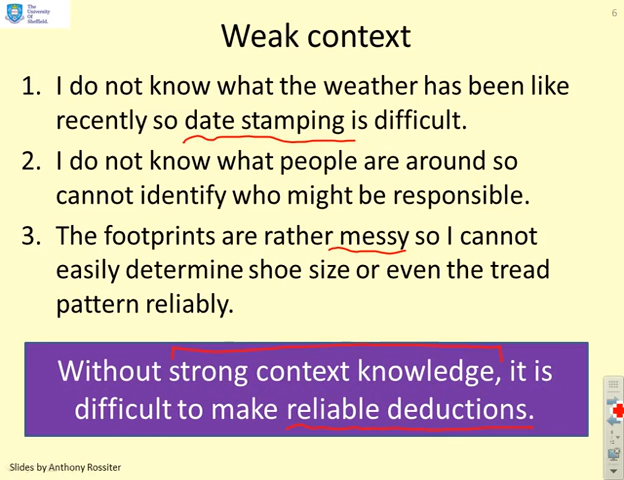 The
University
Of
Sheffield.
6
Weak context
1. I do not know what the weather has been like
recently so date stamping is difficult.
2. I do not know what people are around so
cannot identify who might be responsible.
3. The footprints are rather messy so I cannot
easily determine shoe size or even the tread
pattern reliably.
Without strong context knowledge, it is
difficult to make reliable deductions.
Slides by Anthony Rossiter